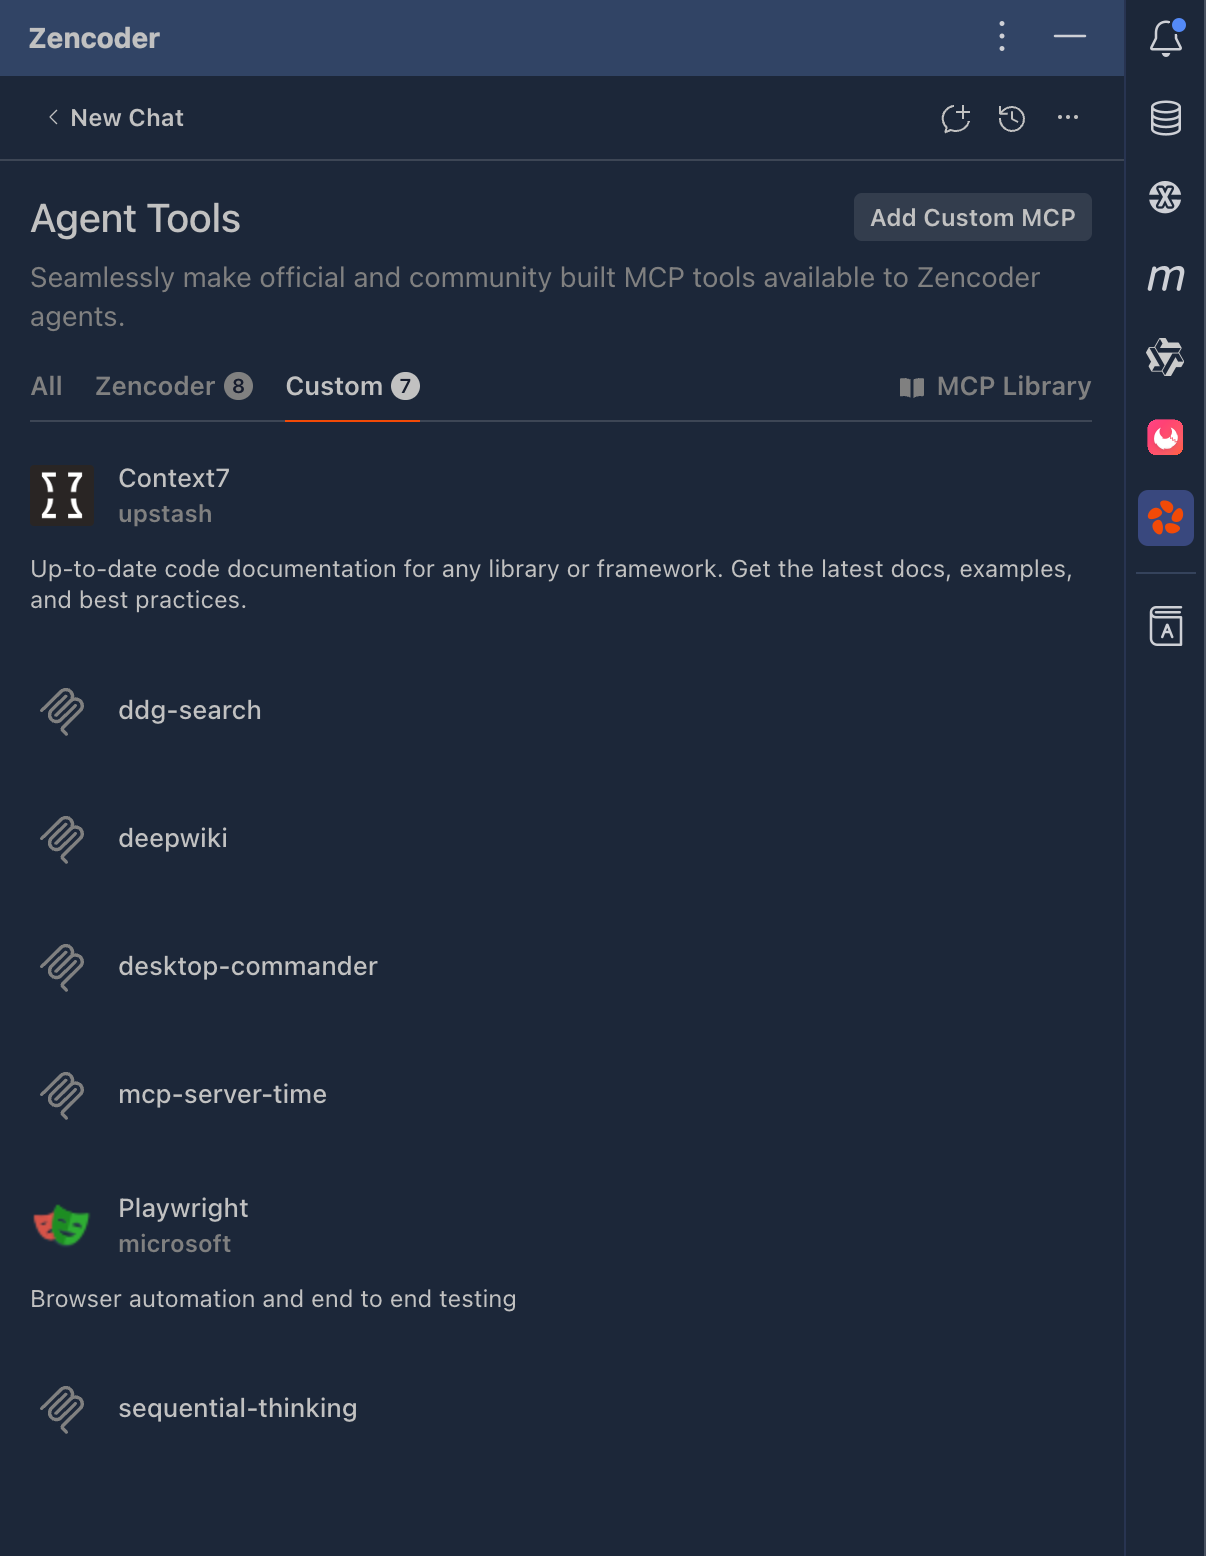 Zencoder
New Chat
Agent Tools
Add Custom MCP
Seamlessly make official and community built MCP tools available to Zencoder
agents.
All
Zencoder 8
Custom 7
MCP Library
Context7
upstash
Up-to-date code documentation for any library or framework. Get the latest docs, examples,
and best practices.
ddg-search
deepwiki
desktop-commander
mcp-server-time
Playwright
microsoft
Browser automation and end to end testing
sequential-thinking
m
A